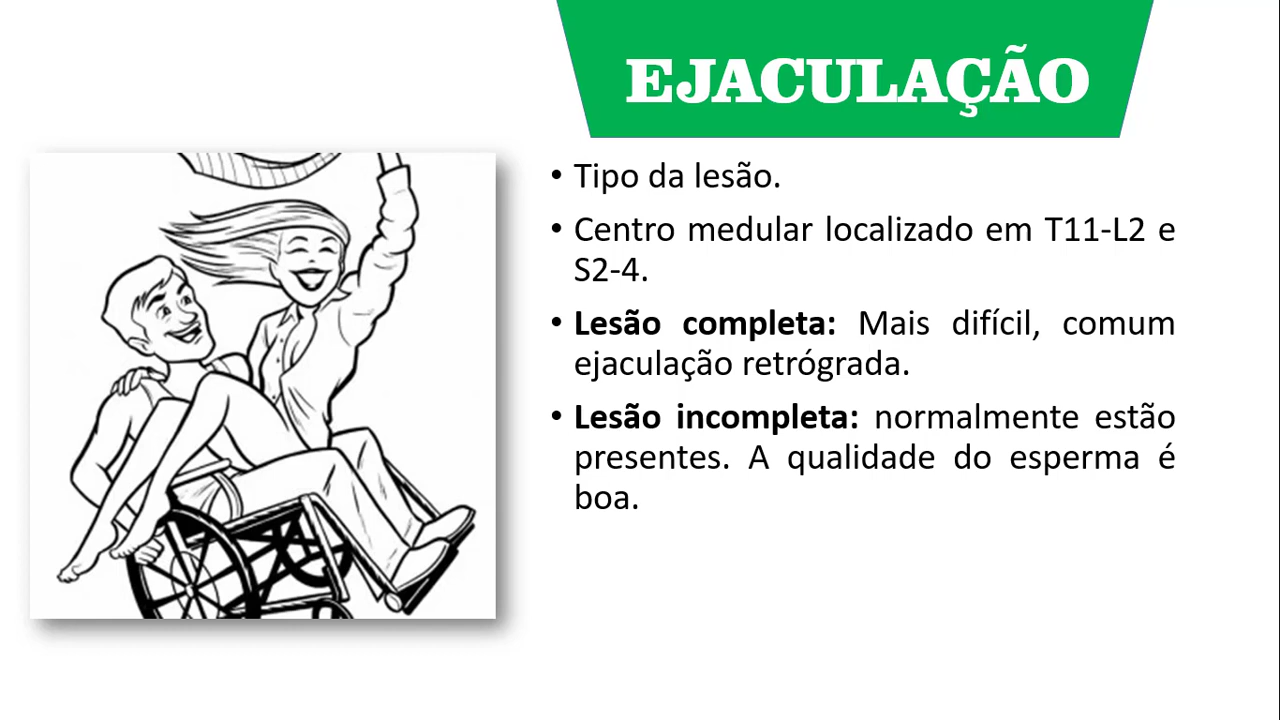 EJACULAÇÃO
• Tipo da lesão.
• Centro medular localizado em T11-L2 e
S2-4.
• Lesão completa: Mais difícil, comum
ejaculação retrógrada.
• Lesão incompleta: normalmente estão
presentes. A qualidade do esperma é
boa.